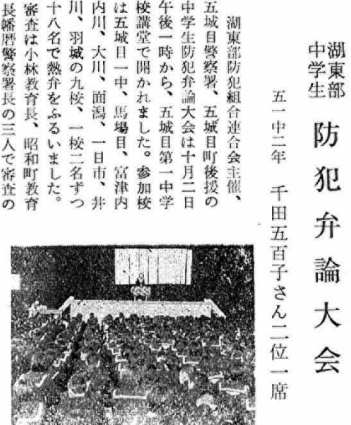 湖東部
中学生
防犯弁論大会
五一中二年 千田五百子さん二位一席
湖東部防犯組合連合会主催、
五城目警察署、五城目町後援の
中学生防犯弁論大会は十月二日
午後一時から、五城目第一中学
校講堂で開かれました。参加校
は五城目一中、馬場目、富津内
内川、大川、面潟、一日市、井
川、羽城の九校、一校二名ずつ
十八名で熱弁をふるいました。
審査は小林教育長、昭和町教育
長幡暦警察署長の三人で審査の